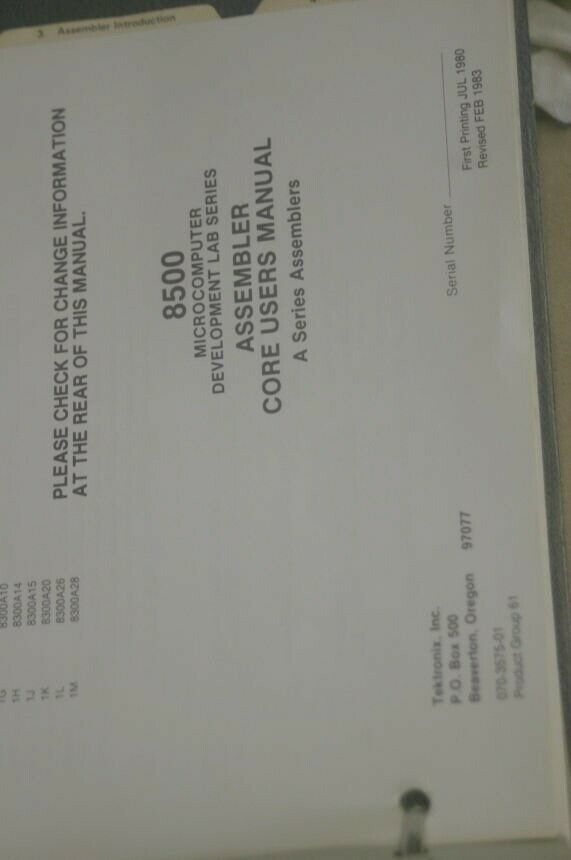 3 Assembler Introduction
1G 8300A10
1H 8300A14
1J 8300A15
1K 8300A20
1L 8300A26
1M 8300A28
PLEASE CHECK FOR CHANGE INFORMATION
AT THE REAR OF THIS MANUAL.
8500
MICROCOMPUTER
DEVELOPMENT LAB SERIES
ASSEMBLER
CORE USERS MANUAL
A Series Assemblers
Tektronix, Inc.
P.O. Box 500
Beaverton, Oregon 97077
070-3575-01
Product Group 61
Serial Number
First Printing JUL 1980
Revised FEB 1983